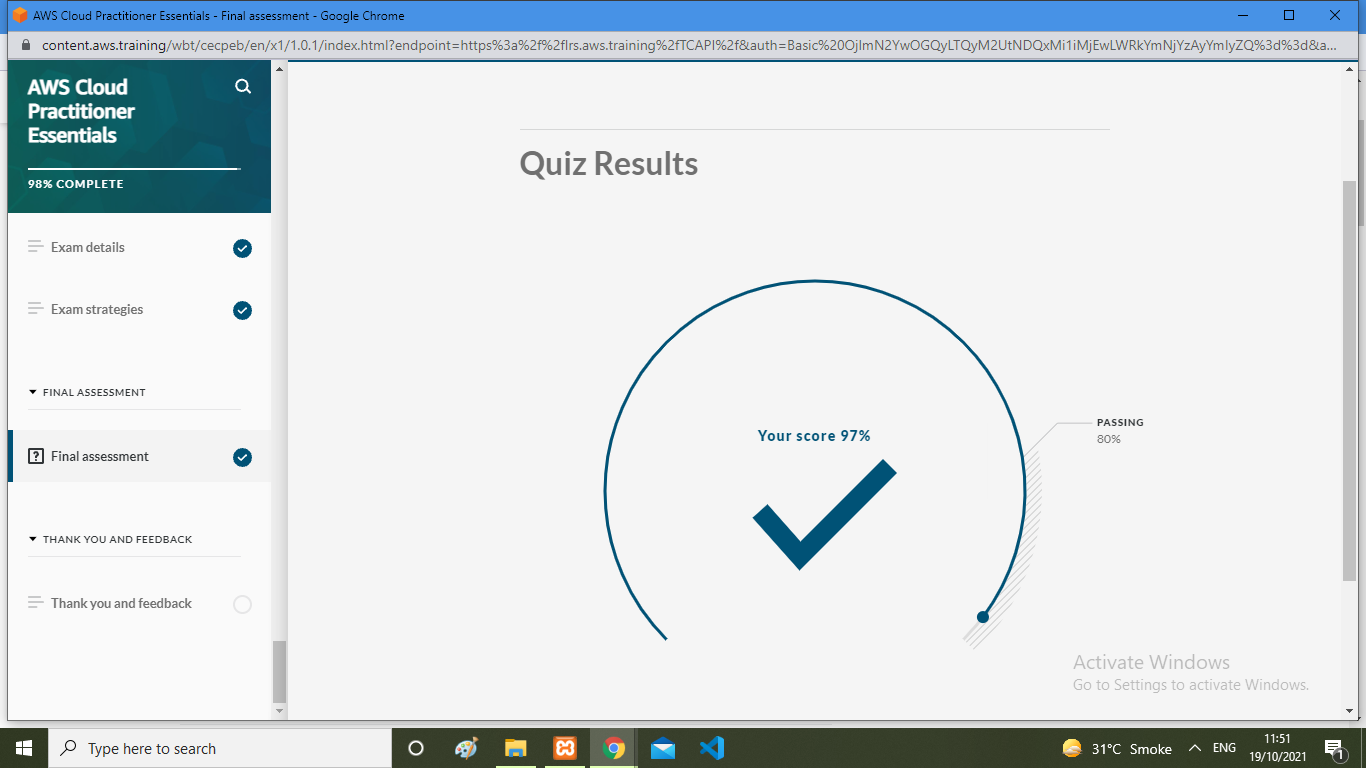 AWS Cloud Practitioner Essentials - Final assessment - Google Chrome
content.aws.training/wbt/cecpeb/en/x1/1.0.1/index.html?endpoint=https%3a%2f%2flrs.aws.training%2fTCAPI%2f&auth=Basic%20OjImN2YwOGQyLTQyM2UtNDQxMi1iMjEwLWRkYmNjYzAyYmIyZQ%3d%3d&a...
AWS Cloud
Practitioner
Essentials
98% COMPLETE
Exam details
Exam strategies
FINAL ASSESSMENT
Final assessment
THANK YOU AND FEEDBACK
Thank you and feedback
Quiz Results
Your score 97%
PASSING
80%
Activate Windows
Go to Settings to activate Windows.
Type here to search
31°C Smoke
ENG
11:51
19/10/2021
1